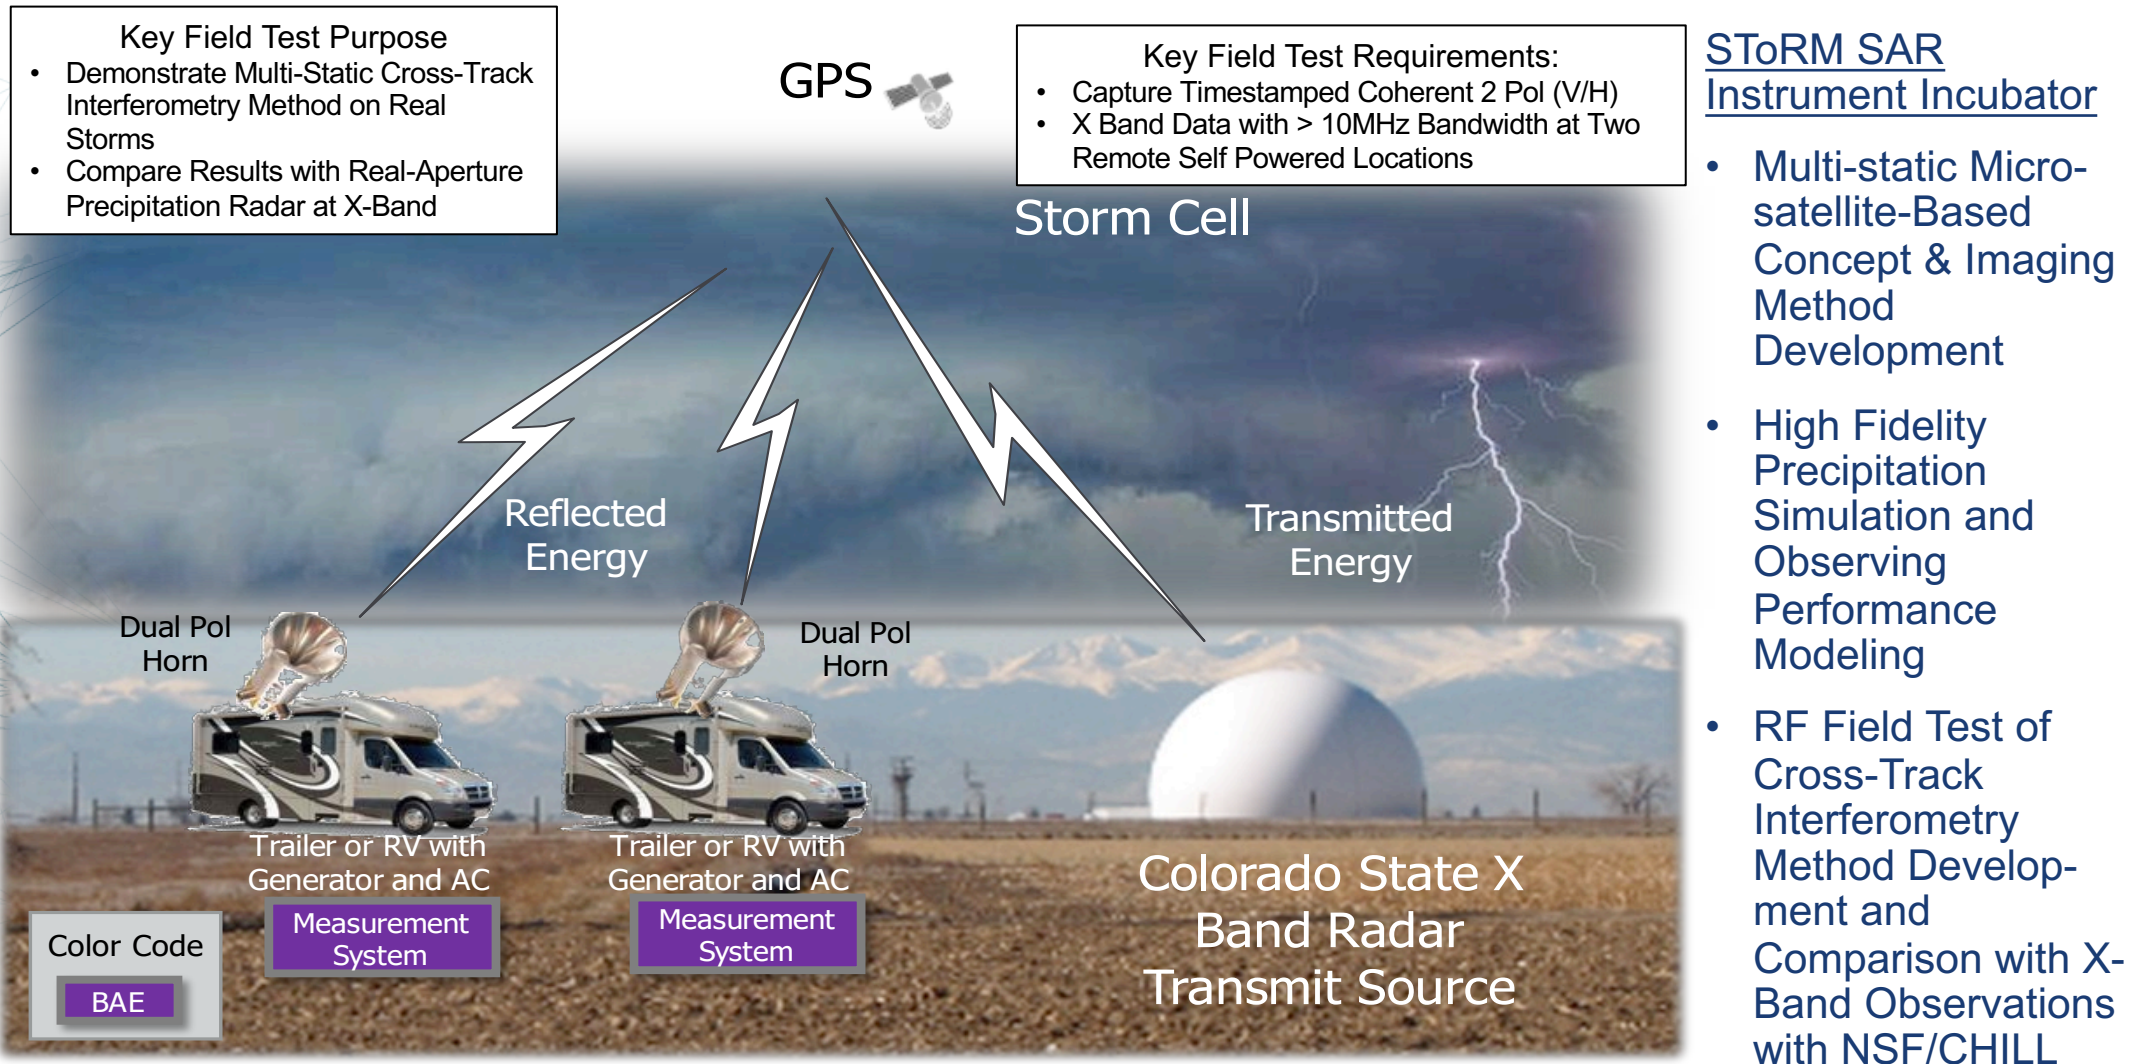 Key Field Test Purpose
• Demonstrate Multi-Static Cross-Track
Interferometry Method on Real
Storms
• Compare Results with Real-Aperture
Precipitation Radar at X-Band
GPS
Key Field Test Requirements:
• Capture Timestamped Coherent 2 Pol (V/H)
• X Band Data with > 10MHz Bandwidth at Two
Remote Self Powered Locations
Storm Cell
Reflected
Energy
Transmitted
Energy
Dual Pol
Horn
Dual Pol
Horn
Trailer or RV with
Generator and AC
Measurement
System
Trailer or RV with
Generator and AC
Measurement
System
Colorado State X
Band Radar
Transmit Source
Color Code
BAE
SToRM SAR
Instrument Incubator
• Multi-static Micro-
satellite-Based
Concept & Imaging
Method
Development
• High Fidelity
Precipitation
Simulation and
Observing
Performance
Modeling
• RF Field Test of
Cross-Track
Interferometry
Method Develop-
ment and
Comparison with X-
Band Observations
with NSF/CHILL